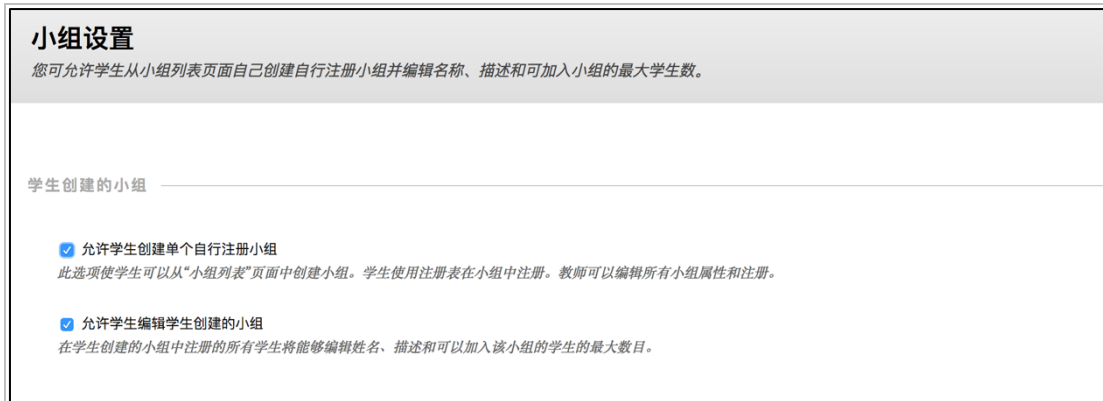 小组设置
您可允许学生从小组列表页面自己创建自行注册小组并编辑名称、描述和可加入小组的最大学生数。
学生创建的小组
允许学生创建单个自行注册小组
此选项使学生可以从“小组列表”页面中创建小组。学生使用注册表在小组中注册。教师可以编辑所有小组属性和注册。
允许学生编辑学生创建的小组
在学生创建的小组中注册的所有学生将能够编辑姓名、描述和可以加入该小组的学生的最大数目。